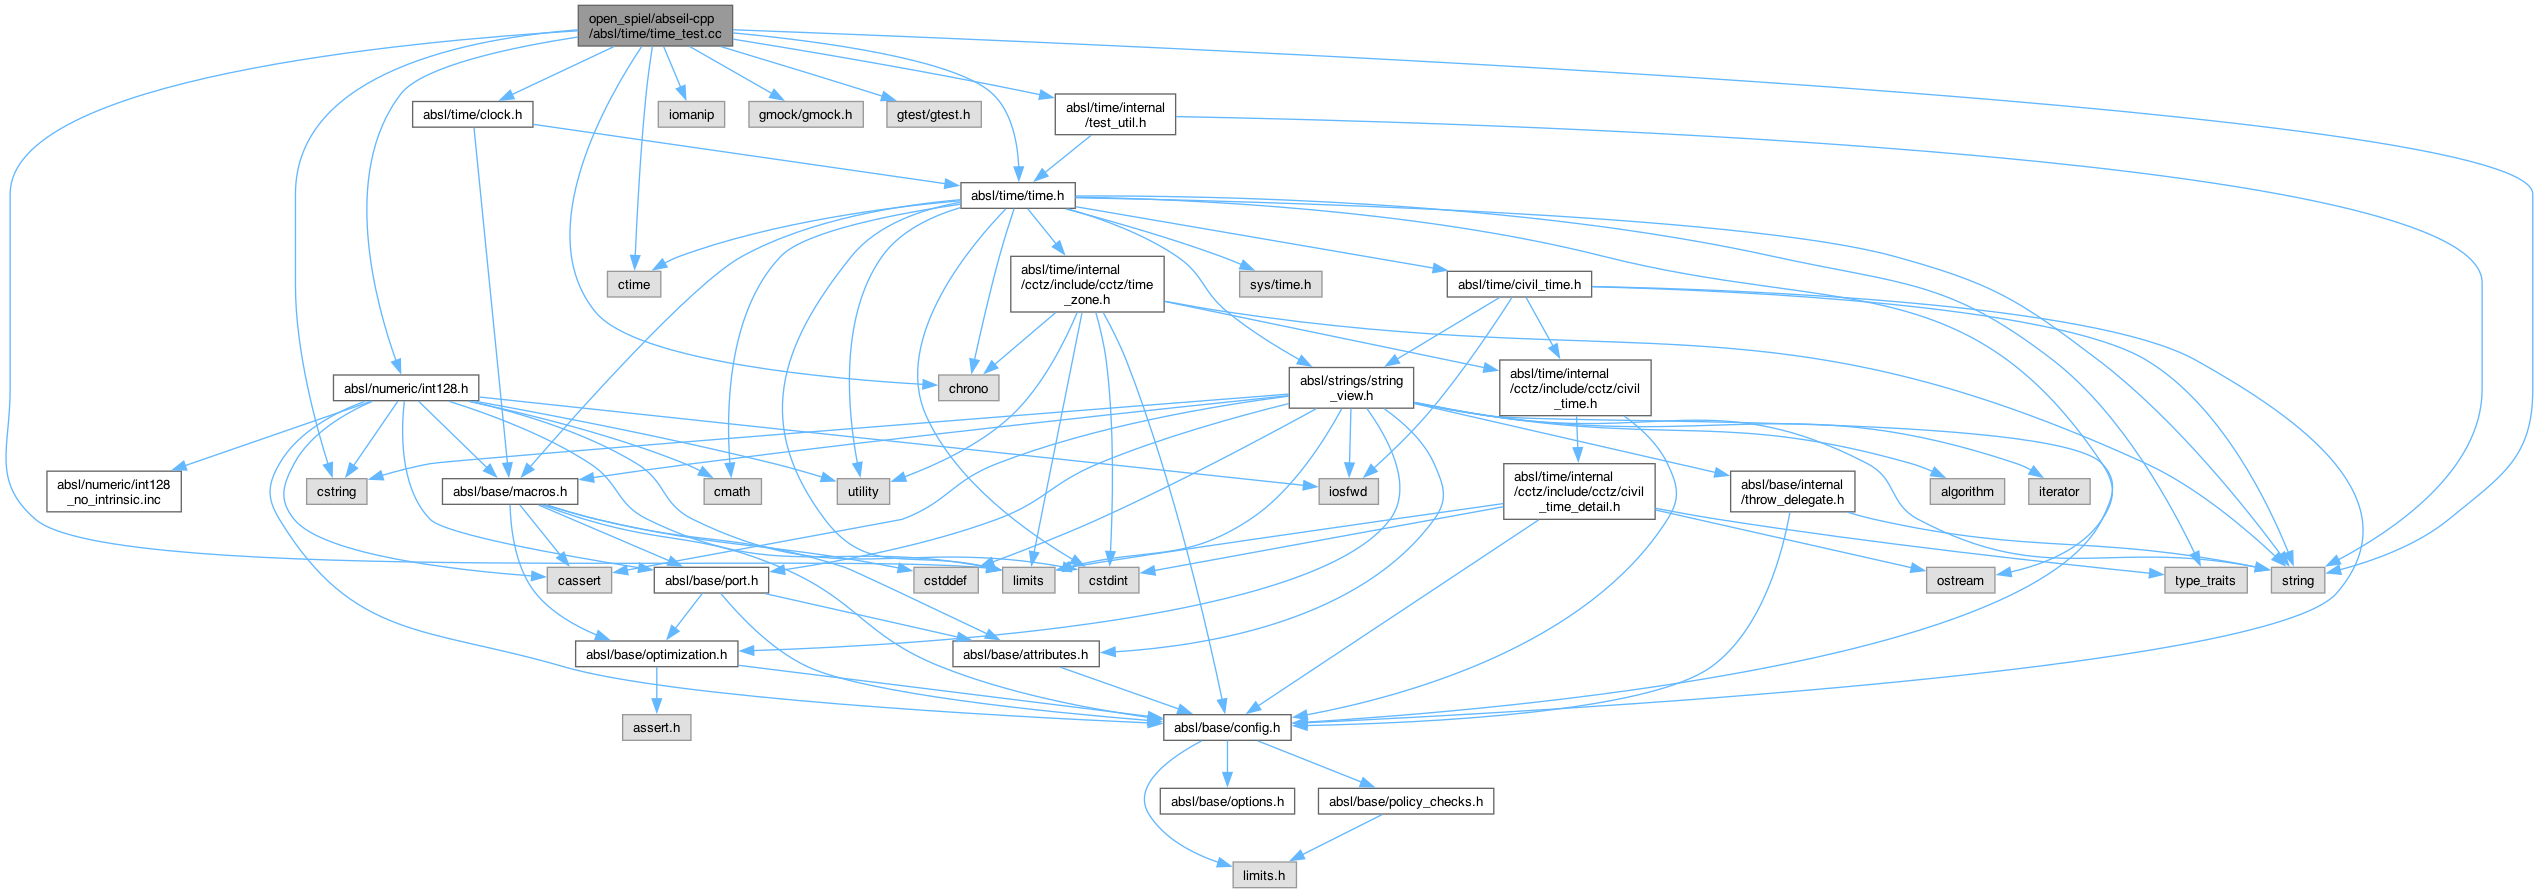 open_spiel/abseil-cpp
/absl/time/time_test.cc
absl/time/clock.h
iomanip
gmock/gmock.h
gtest/gtest.h
absl/time/internal
/test_util.h
absl/time/time.h
ctime
absl/time/internal
/cctz/include/cctz/time
_zone.h
sys/time.h
absl/time/civil_time.h
absl/numeric/int128.h
chrono
absl/strings/string
_view.h
absl/time/internal
/cctz/include/cctz/civil
_time.h
absl/numeric/int128
_no_intrinsic.inc
cstring
absl/base/macros.h
cmath
utility
iosfwd
absl/time/internal
/cctz/include/cctz/civil
_time_detail.h
absl/base/internal
/throw_delegate.h
algorithm
iterator
cassert
absl/base/port.h
cstddef
limits
cstdint
ostream
type_traits
string
absl/base/optimization.h
absl/base/attributes.h
assert.h
absl/base/config.h
absl/base/options.h
absl/base/policy_checks.h
limits.h